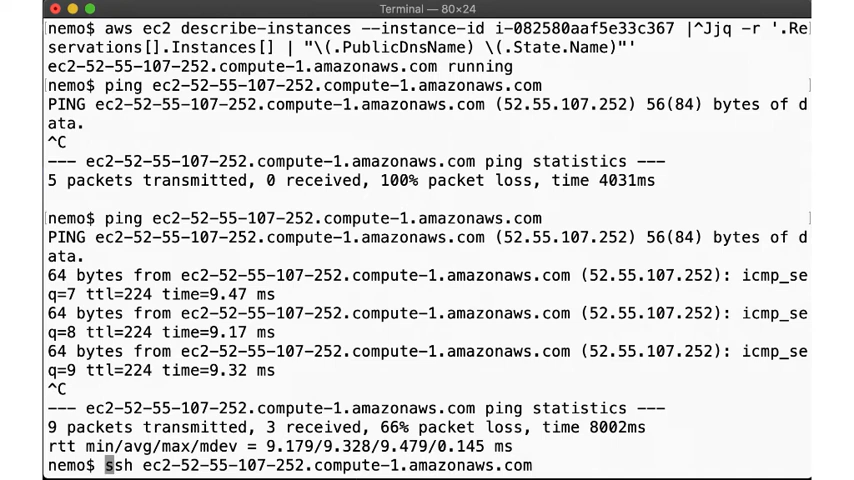 Terminal — 80×24
nemo$ aws ec2 describe-instances --instance-id i-082580aaf5e33c367 |^Jjq -r '.Re
servations[].Instances[] | "\(.PublicDnsName) \(.State.Name)"'
ec2-52-55-107-252.compute-1.amazonaws.com running
nemo$ ping ec2-52-55-107-252.compute-1.amazonaws.com
PING ec2-52-55-107-252.compute-1.amazonaws.com (52.55.107.252) 56(84) bytes of d
ata.
^C
--- ec2-52-55-107-252.compute-1.amazonaws.com ping statistics ---
5 packets transmitted, 0 received, 100% packet loss, time 4031ms
nemo$ ping ec2-52-55-107-252.compute-1.amazonaws.com
PING ec2-52-55-107-252.compute-1.amazonaws.com (52.55.107.252) 56(84) bytes of d
ata.
64 bytes from ec2-52-55-107-252.compute-1.amazonaws.com (52.55.107.252): icmp_se
q=7 ttl=224 time=9.47 ms
64 bytes from ec2-52-55-107-252.compute-1.amazonaws.com (52.55.107.252): icmp_se
q=8 ttl=224 time=9.17 ms
64 bytes from ec2-52-55-107-252.compute-1.amazonaws.com (52.55.107.252): icmp_se
q=9 ttl=224 time=9.32 ms
^C
--- ec2-52-55-107-252.compute-1.amazonaws.com ping statistics ---
9 packets transmitted, 3 received, 66% packet loss, time 8002ms
rtt min/avg/max/mdev = 9.179/9.328/9.479/0.145 ms
nemo$ ssh ec2-52-55-107-252.compute-1.amazonaws.com